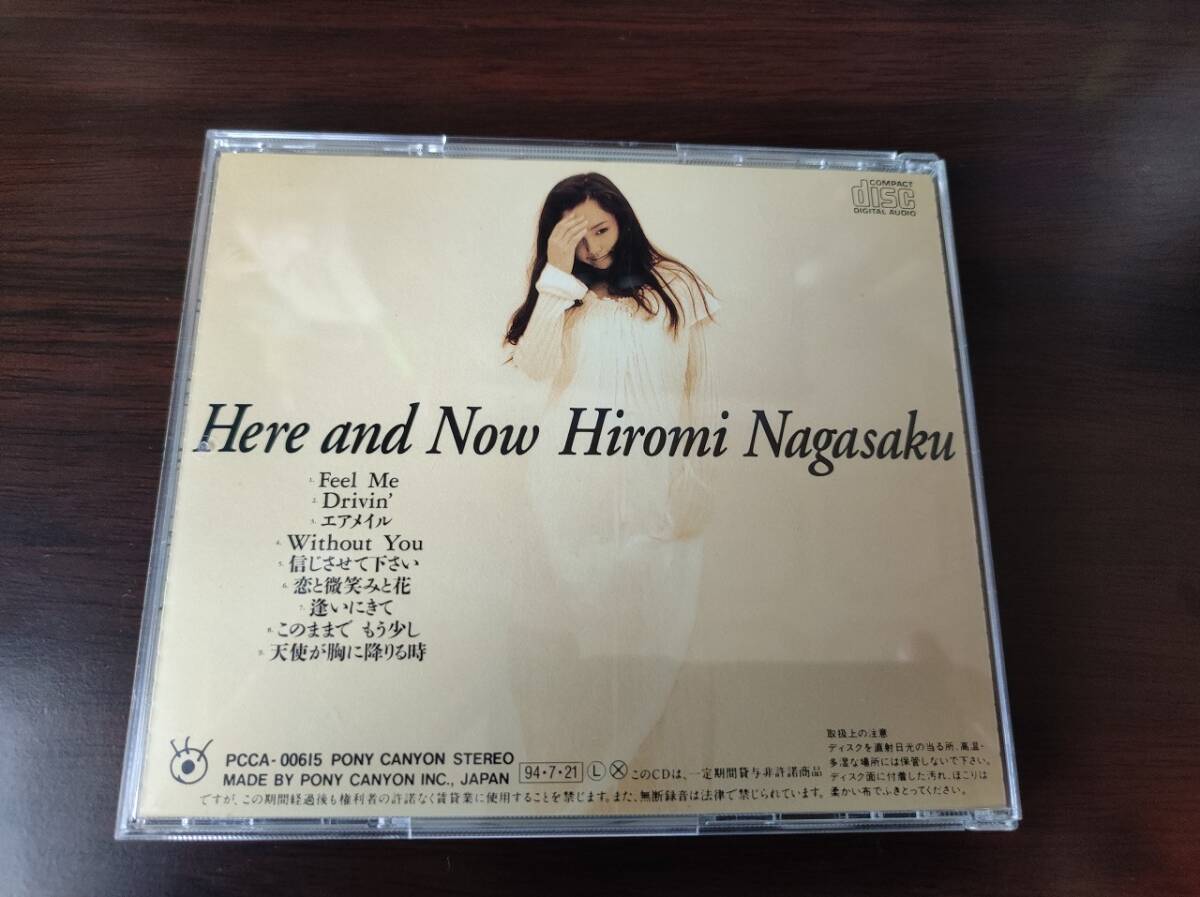 COMPACT
disc
DIGITAL AUDIO
Here and Now Hiromi Nagasaku
1. Feel Me
2. Drivin'
3. エアメイル
4. Without You
5. 信じさせて下さい
6. 恋と微笑みと花
7. 逢いにきて
8. このままで もう少し
9. 天使が胸に降りる時
PCCA-00615 PONY CANYON STEREO
MADE BY PONY CANYON INC., JAPAN 94・7・21 L X このCDは、一定期間貸与非許諾商品
ですが、この期間経過後も権利者の許諾なく賃貸業に使用することを禁じます。また、無断録音は法律で禁じられています。
取扱上の注意
ディスクを直射日光の当る所、高温・
多湿な場所には保管しないで下さい。
ディスク面に付着した汚れ、ほこりは
柔かい布でふきとってください。